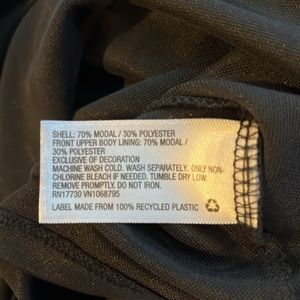 SHELL: 70% MODAL / 30% POLYESTER
FRONT UPPER BODY LINING: 70% MODAL /
30% POLYESTER
EXCLUSIVE OF DECORATION
MACHINE WASH COLD. WASH SEPARATELY. ONLY NON-
CHLORINE BLEACH IF NEEDED. TUMBLE DRY LOW.
REMOVE PROMPTLY. DO NOT IRON.
RN17730 VN1068795
LABEL MADE FROM 100% RECYCLED PLASTIC